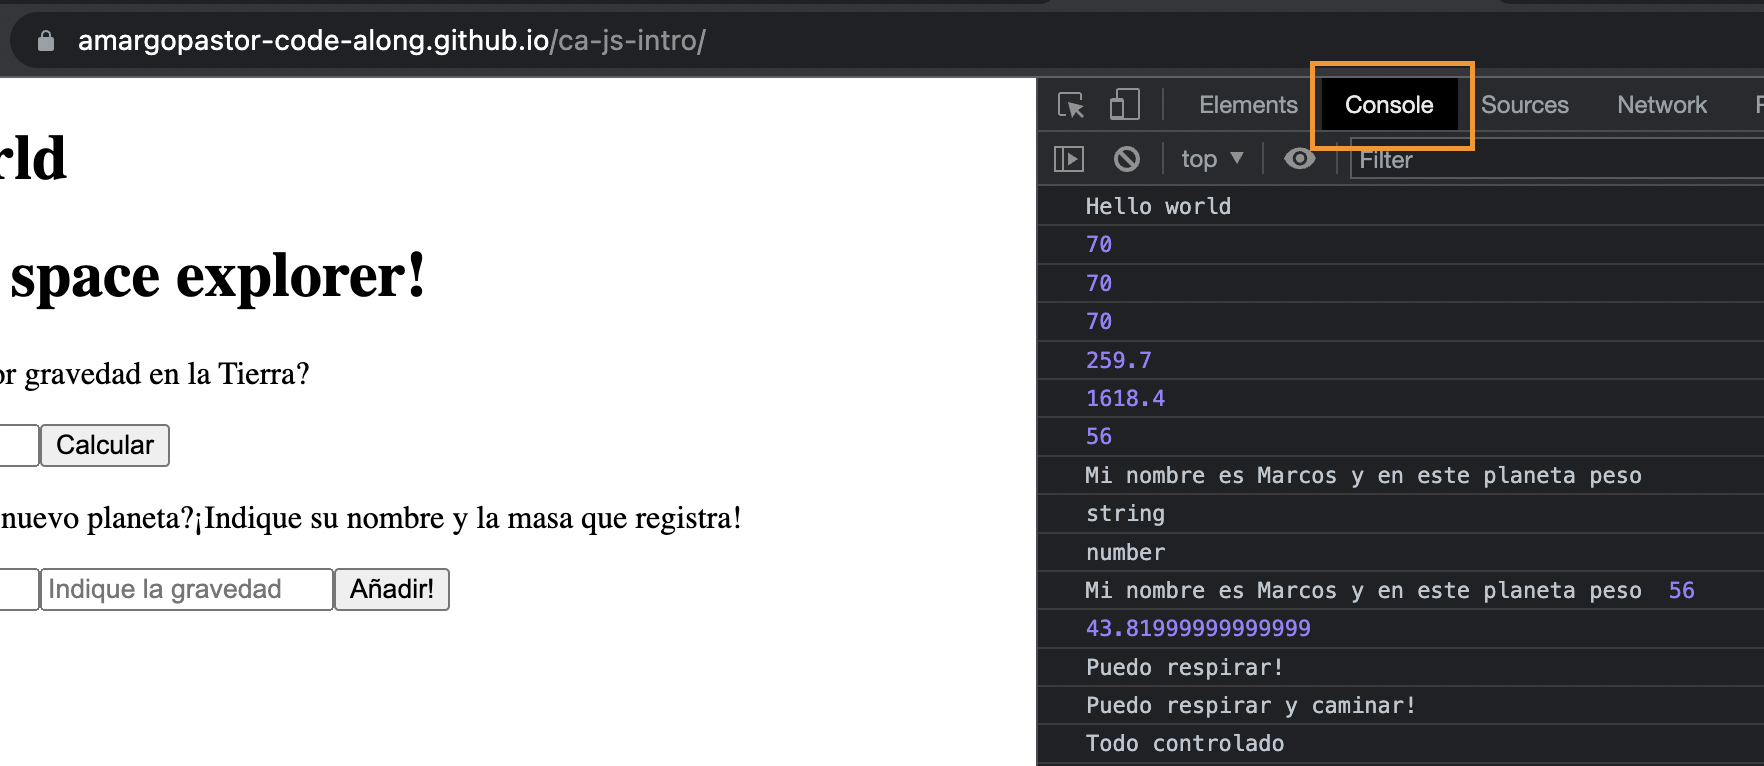 amargopastor-code-along.github.io/ca-js-intro/
rld
space explorer!
or gravedad en la Tierra?
Calcular
nuevo planeta?¡Indique su nombre y la masa que registra!
Indique la gravedad Añadir!
Elements Console Sources Network
top Filter
Hello world
70
70
70
259.7
1618.4
56
Mi nombre es Marcos y en este planeta peso
string
number
Mi nombre es Marcos y en este planeta peso 56
43.81999999999999
Puedo respirar!
Puedo respirar y caminar!
Todo controlado